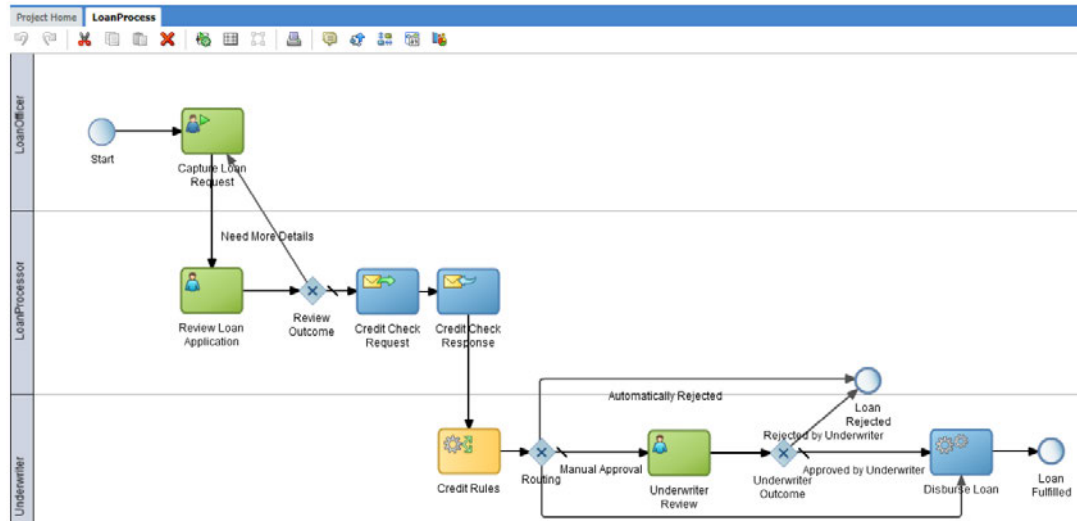 Project Home
LoanProcess
LoanOfficer
Start
Capture Loan
Request
LoanProcessor
Need More Details
Review Loan
Application
Review
Outcome
Credit Check
Request
Credit Check
Response
Automatically Rejected
Loan
Rejected
Underwriter
Credit Rules
Routing
Manual Approval
Underwriter
Review
Rejected by Underwriter
Underwriter
Outcome
Approved by Underwriter
Disburse Loan
Loan
Fulfilled